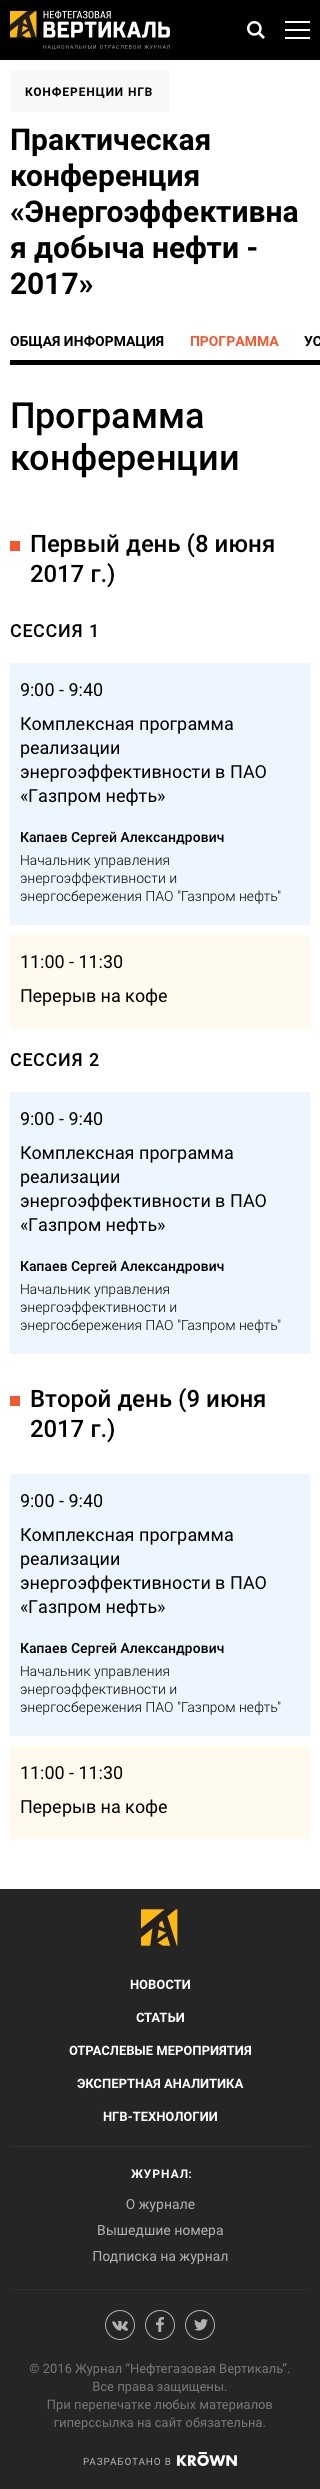 НЕФТЕГАЗОВАЯ
ВЕРТИКАЛЬ
НАЦИОНАЛЬНЫЙ ОТРАСЛЕВОЙ ЖУРНАЛ
КОНФЕРЕНЦИИ НГВ
Практическая
конференция
«Энергоэффективна
я добыча нефти -
2017»
ОБЩАЯ ИНФОРМАЦИЯ ПРОГРАММА УС
Программа
конференции
Первый день (8 июня
2017 г.)
СЕССИЯ 1
9:00 - 9:40
Комплексная программа
реализации
энергоэффективности в ПАО
«Газпром нефть»
Капаев Сергей Александрович
Начальник управления
энергоэффективности и
энергосбережения ПАО "Газпром нефть"
11:00 - 11:30
Перерыв на кофе
СЕССИЯ 2
9:00 - 9:40
Комплексная программа
реализации
энергоэффективности в ПАО
«Газпром нефть»
Капаев Сергей Александрович
Начальник управления
энергоэффективности и
энергосбережения ПАО "Газпром нефть"
Второй день (9 июня
2017 г.)
9:00 - 9:40
Комплексная программа
реализации
энергоэффективности в ПАО
«Газпром нефть»
Капаев Сергей Александрович
Начальник управления
энергоэффективности и
энергосбережения ПАО "Газпром нефть"
11:00 - 11:30
Перерыв на кофе
НОВОСТИ
СТАТЬИ
ОТРАСЛЕВЫЕ МЕРОПРИЯТИЯ
ЭКСПЕРТНАЯ АНАЛИТИКА
НГВ-ТЕХНОЛОГИИ
ЖУРНАЛ:
О журнале
Вышедшие номера
Подписка на журнал
© 2016 Журнал "Нефтегазовая Вертикаль".
Все права защищены.
При перепечатке любых материалов
гиперссылка на сайт обязательна.
РАЗРАБОТАНО В KRŌWN